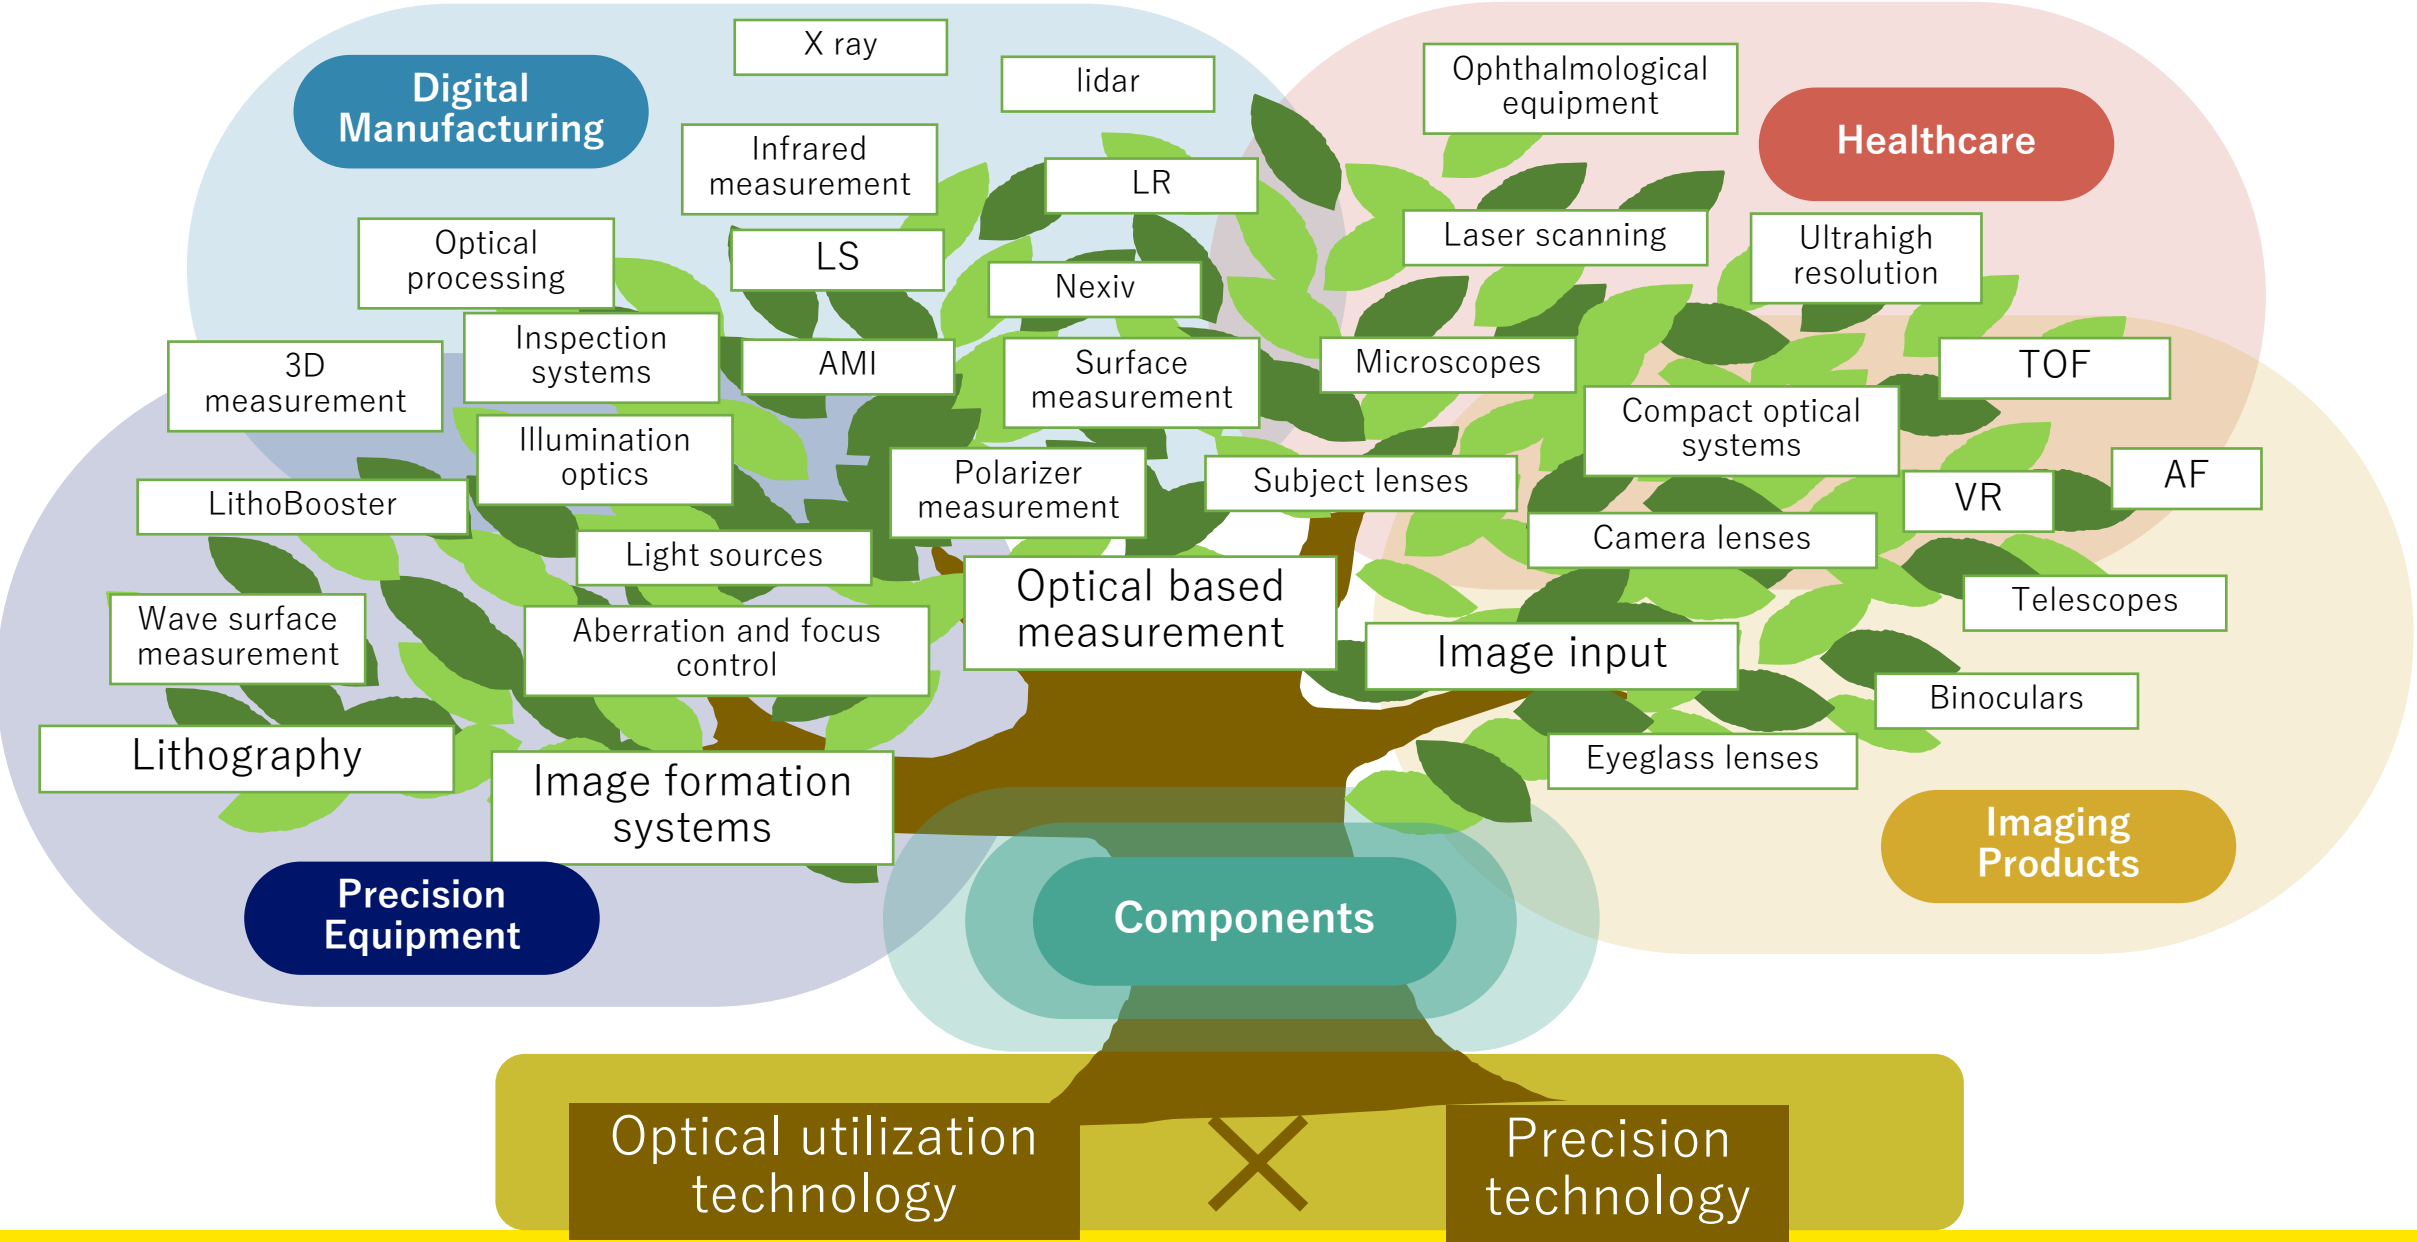 X ray
lidar
Ophthalmological
equipment
Digital
Manufacturing
Healthcare
Infrared
measurement
LR
Optical
processing
LS
Laser scanning
Ultrahigh
resolution
Nexiv
Inspection
systems
3D
measurement
AMI
Surface
measurement
Microscopes
TOF
Compact optical
systems
Illumination
optics
Polarizer
measurement
Subject lenses
AF
VR
LithoBooster
Light sources
Camera lenses
Optical based
measurement
Telescopes
Wave surface
measurement
Aberration and focus
control
Image input
Binoculars
Lithography
Image formation
systems
Eyeglass lenses
Imaging
Products
Precision
Equipment
Components
Optical utilization
technology
Precision
technology